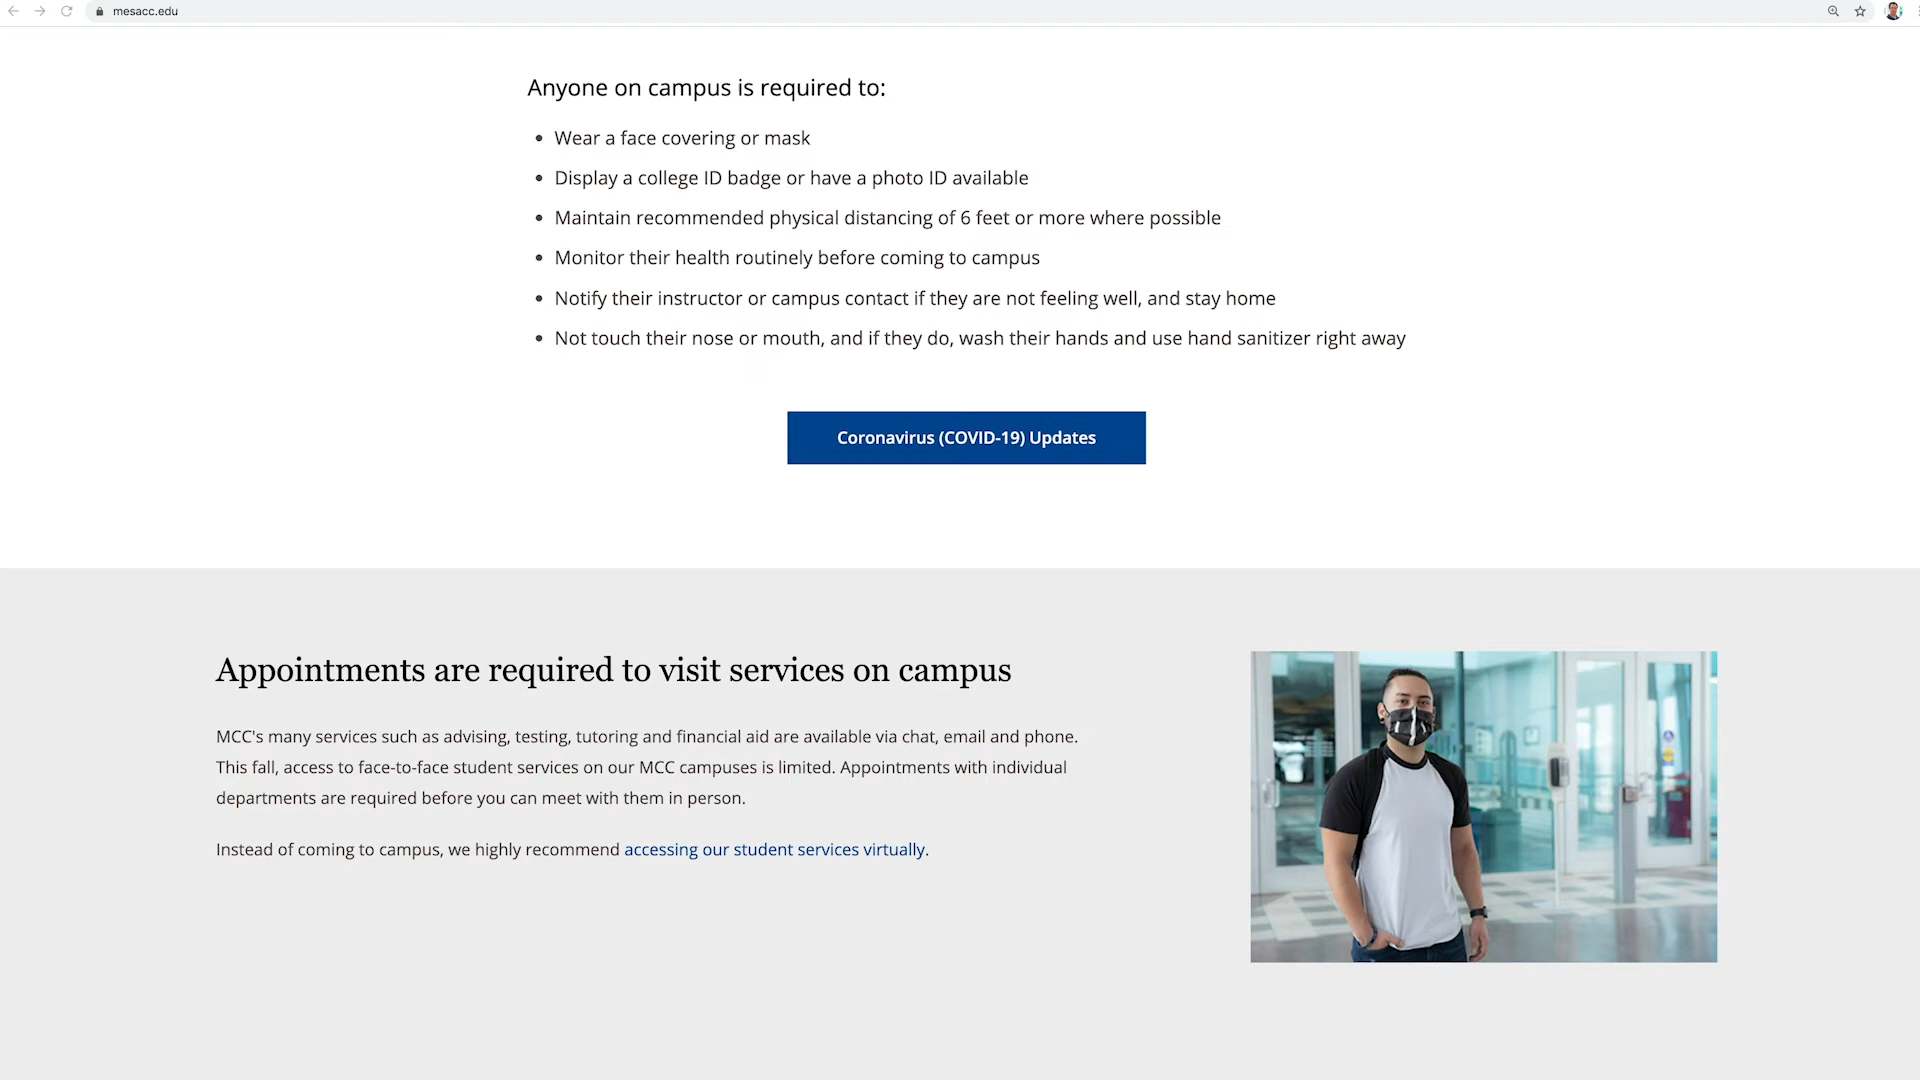 mesacc.edu
Anyone on campus is required to:
Wear a face covering or mask
Display a college ID badge or have a photo ID available
Maintain recommended physical distancing of 6 feet or more where possible
Monitor their health routinely before coming to campus
Notify their instructor or campus contact if they are not feeling well, and stay home
Not touch their nose or mouth, and if they do, wash their hands and use hand sanitizer right away
Coronavirus (COVID-19) Updates
Appointments are required to visit services on campus
MCC's many services such as advising, testing, tutoring and financial aid are available via chat, email and phone.
This fall, access to face-to-face student services on our MCC campuses is limited. Appointments with individual
departments are required before you can meet with them in person.
Instead of coming to campus, we highly recommend accessing our student services virtually.